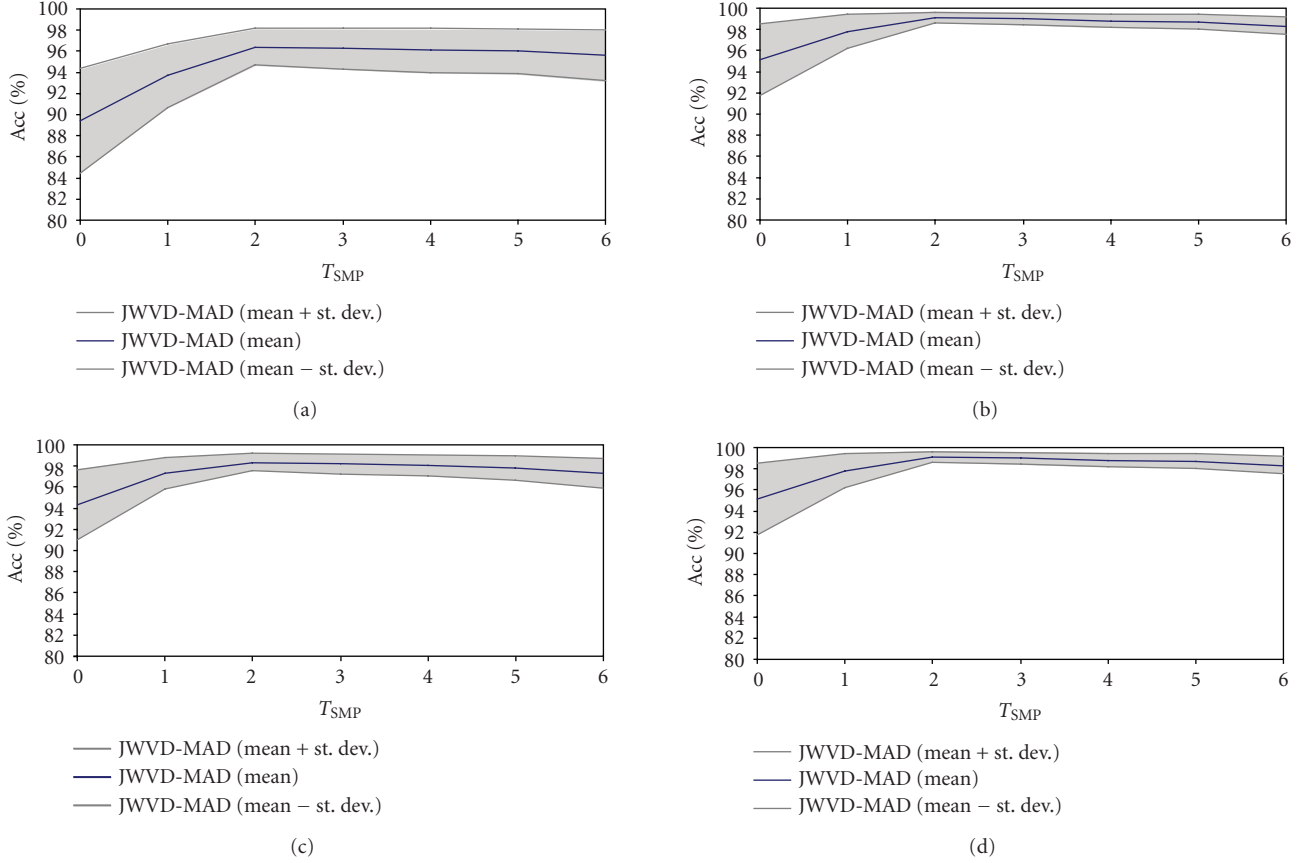 100
98
96
94
92
90
88
86
84
82
80
Acc (%)
0 1 2 3 4 5 6
T_SMP
JWVD-MAD (mean + st. dev.)
JWVD-MAD (mean)
JWVD-MAD (mean − st. dev.)
(a)
100
98
96
94
92
90
88
86
84
82
80
Acc (%)
0 1 2 3 4 5 6
T_SMP
JWVD-MAD (mean + st. dev.)
JWVD-MAD (mean)
JWVD-MAD (mean − st. dev.)
(b)
100
98
96
94
92
90
88
86
84
82
80
Acc (%)
0 1 2 3 4 5 6
T_SMP
JWVD-MAD (mean + st. dev.)
JWVD-MAD (mean)
JWVD-MAD (mean − st. dev.)
(c)
100
98
96
94
92
90
88
86
84
82
80
Acc (%)
0 1 2 3 4 5 6
T_SMP
JWVD-MAD (mean + st. dev.)
JWVD-MAD (mean)
JWVD-MAD (mean − st. dev.)
(d)